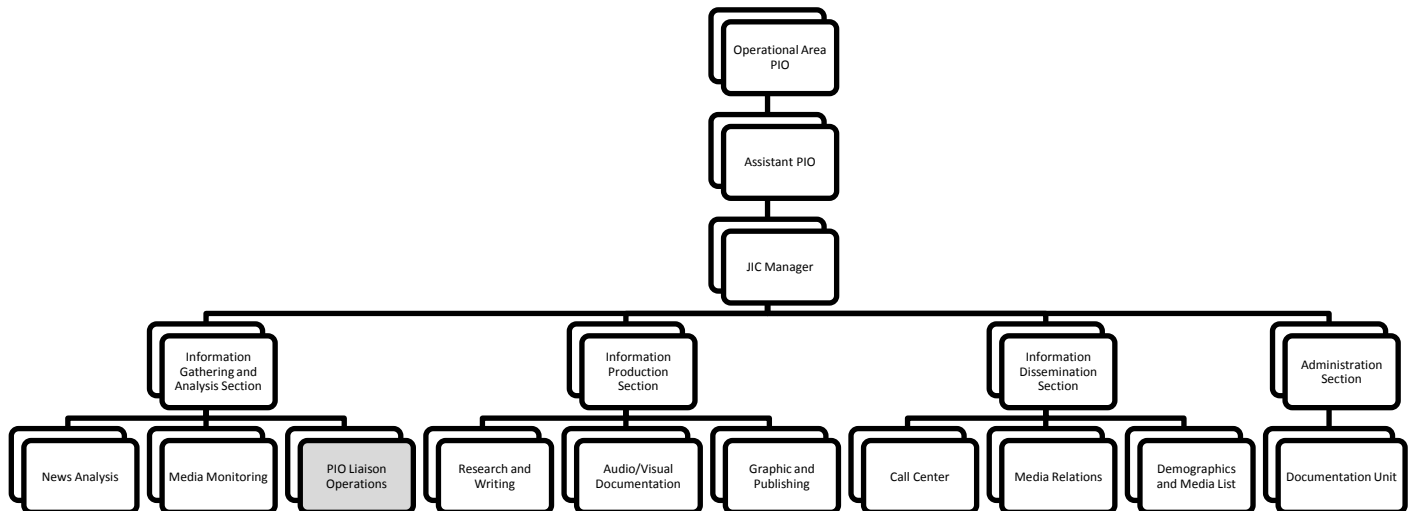 Operational Area
PIO
Assistant PIO
JIC Manager
Information
Gathering and
Analysis Section
Information
Production
Section
Information
Dissemination
Section
Administration
Section
News Analysis
Media Monitoring
PIO Liaison
Operations
Research and
Writing
Audio/Visual
Documentation
Graphic and
Publishing
Call Center
Media Relations
Demographics
and Media List
Documentation Unit